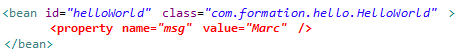 <bean id="helloWorld" class="com.formation.hello.HelloWorld" >
<property name="msg" value="Marc" />
</bean>